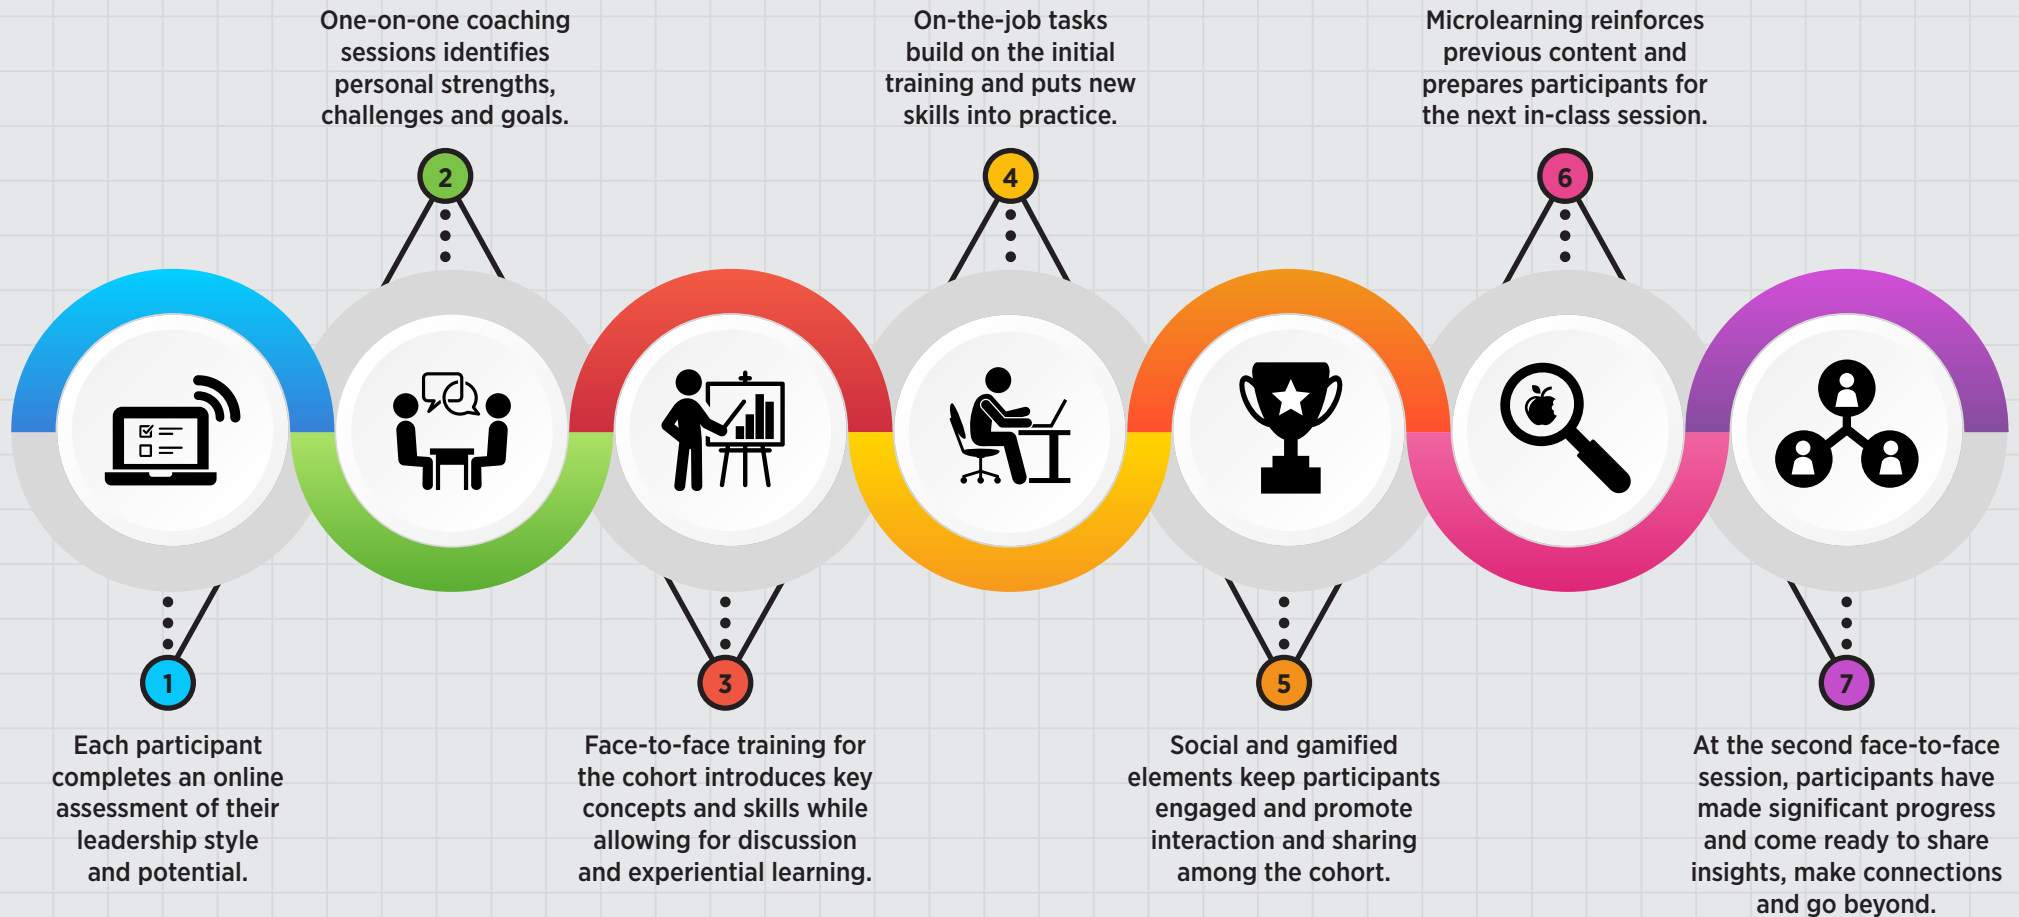 One-on-one coaching
sessions identifies
personal strengths,
challenges and goals.
On-the-job tasks
build on the initial
training and puts new
skills into practice.
Microlearning reinforces
previous content and
prepares participants for
the next in-class session.
2
4
6
1
3
5
7
Each participant
completes an online
assessment of their
leadership style
and potential.
Face-to-face training for
the cohort introduces key
concepts and skills while
allowing for discussion
and experiential learning.
Social and gamified
elements keep participants
engaged and promote
interaction and sharing
among the cohort.
At the second face-to-face
session, participants have
made significant progress
and come ready to share
insights, make connections
and go beyond.